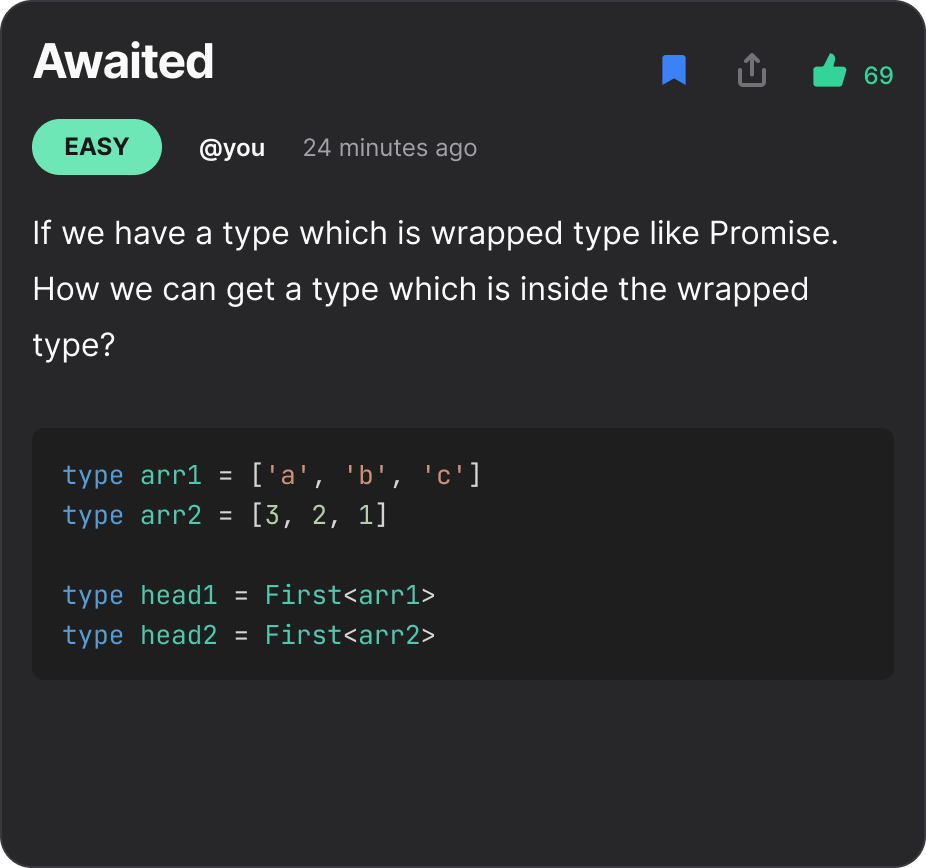 Awaited
69
EASY @you 24 minutes ago
If we have a type which is wrapped type like Promise.
How we can get a type which is inside the wrapped
type?
type arr1 = ['a', 'b', 'c']
type arr2 = [3, 2, 1]
type head1 = First<arr1>
type head2 = First<arr2>